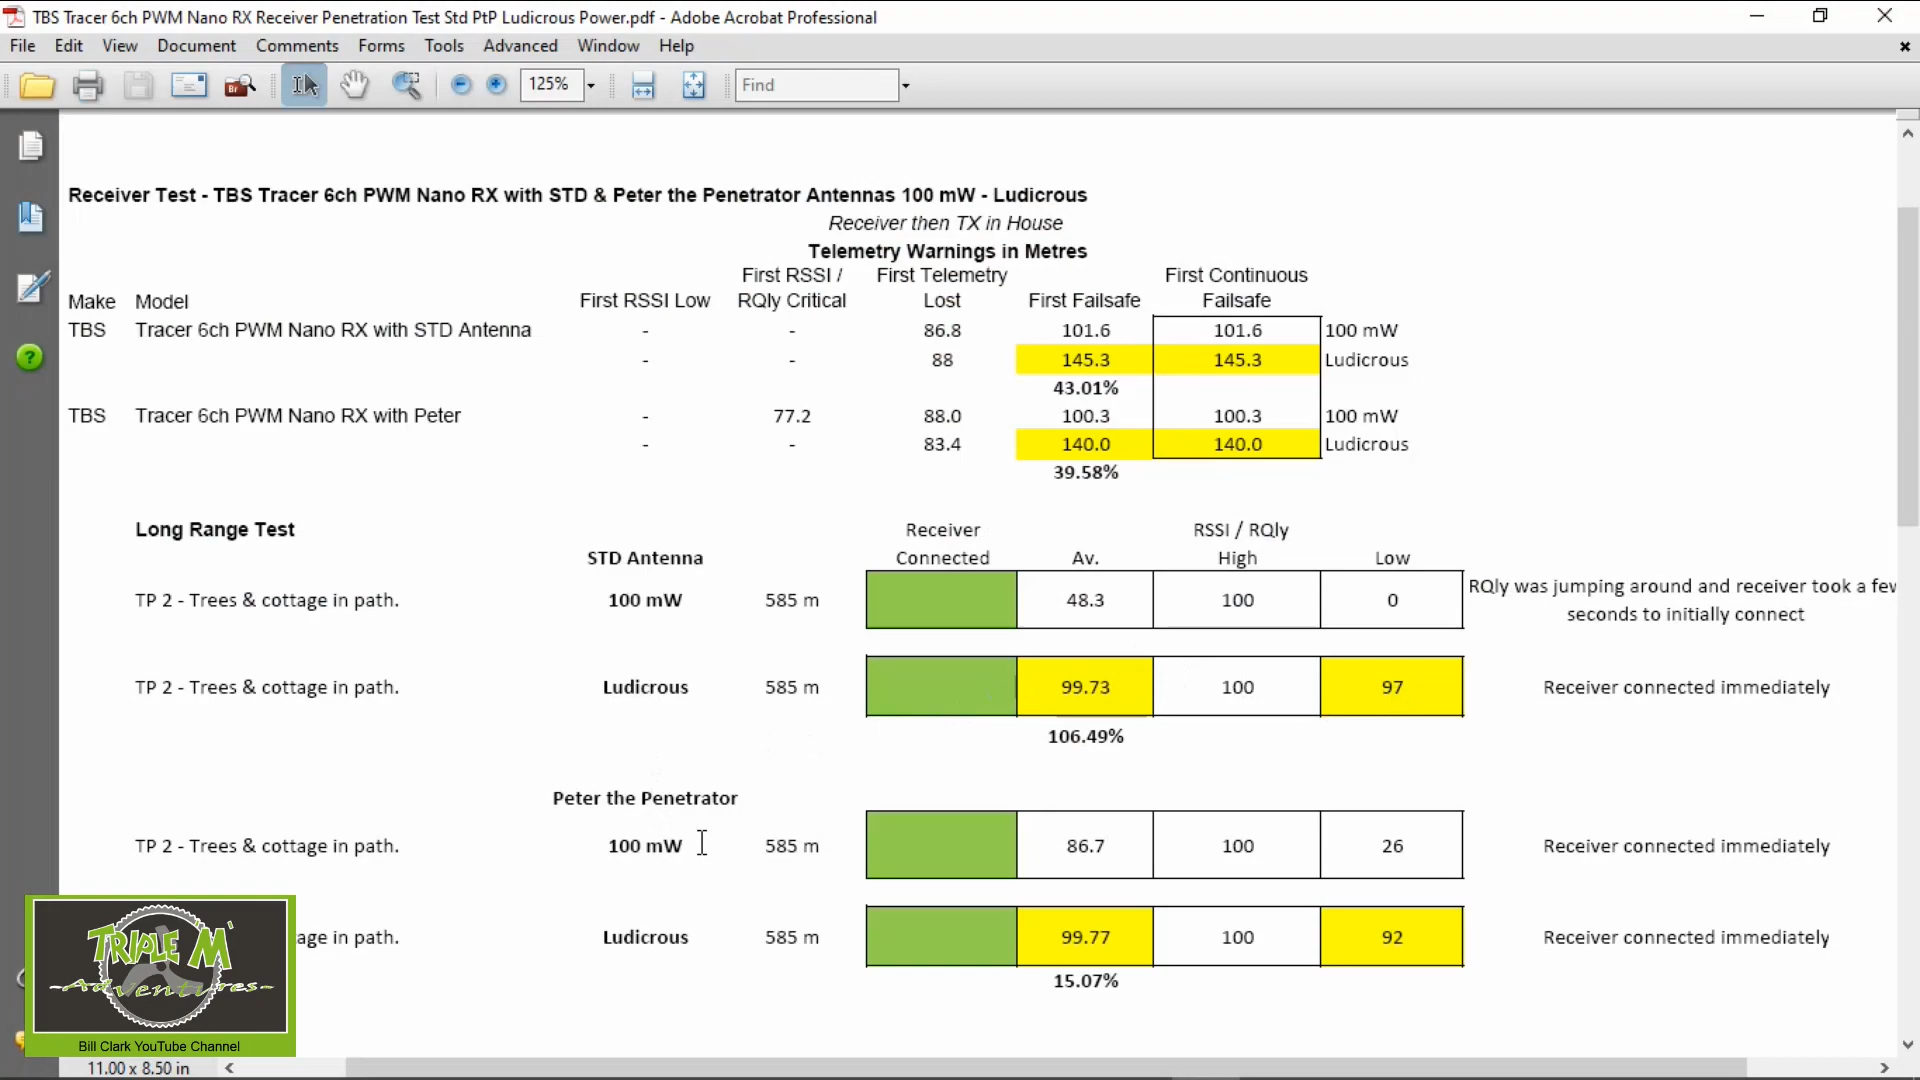 TBS Tracer 6ch PWM Nano RX Receiver Penetration Test Std PtP Ludicrous Power.pdf - Adobe Acrobat Professional
File Edit View Document Comments Forms Tools Advanced Window Help
Br 125% Find
Receiver Test - TBS Tracer 6ch PWM Nano RX with STD & Peter the Penetrator Antennas 100 mW - Ludicrous
Receiver then TX in House
Telemetry Warnings in Metres
First RSSI / First Telemetry First Continuous
Make Model First RSSI Low RQly Critical Lost First Failsafe Failsafe
TBS Tracer 6ch PWM Nano RX with STD Antenna - - 86.8 101.6 101.6 100 mW
- - 88 145.3 145.3 Ludicrous
43.01%
TBS Tracer 6ch PWM Nano RX with Peter - 77.2 88.0 100.3 100.3 100 mW
- - 83.4 140.0 140.0 Ludicrous
39.58%
Long Range Test Receiver RSSI / RQly
STD Antenna Connected Av. High Low
RQly was jumping around and receiver took a few
TP 2 - Trees & cottage in path. 100 mW 585 m 48.3 100 0
seconds to initially connect
TP 2 - Trees & cottage in path. Ludicrous 585 m 99.73 100 97 Receiver connected immediately
106.49%
Peter the Penetrator
TP 2 - Trees & cottage in path. 100 mW 585 m 86.7 100 26 Receiver connected immediately
age in path. Ludicrous 585 m 99.77 100 92 Receiver connected immediately
15.07%
TRIPLE M
-Adventures-
Bill Clark YouTube Channel
11.00 x 8.50 in